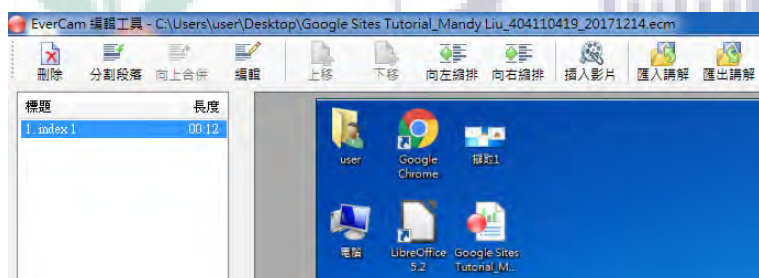 EverCam 編輯工具 - C:\Users\user\Desktop\Google Sites Tutorial_Mandy Liu_404110419_20171214.ecm
刪除 分割段落 向上合併 編輯 上移 下移 向左縮排 向右縮排 插入影片 匯入講解 匯出講解
標題 長度
1. index 1 00:12
user Google Chrome 擷取1
電腦 LibreOffice 5.2 Google Sites Tutorial_M...